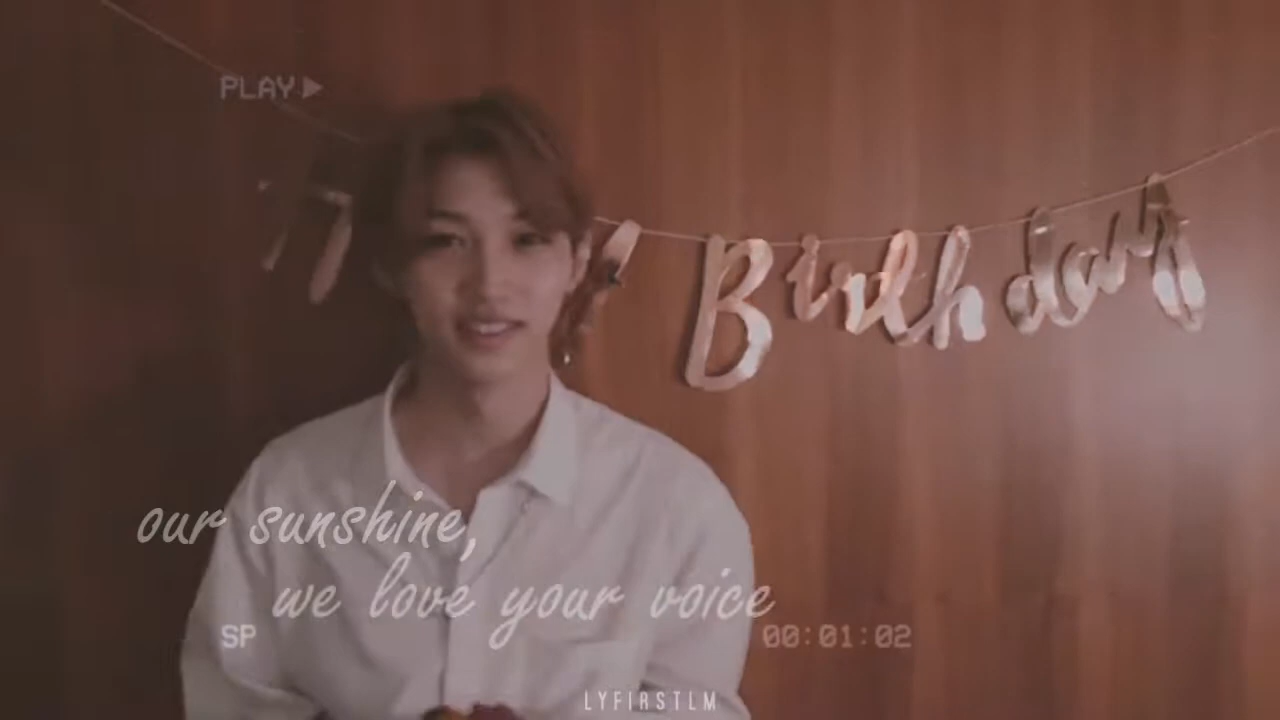 PLAY
Birthday
our sunshine,
we love your voice
SP
00:01:02
LYFIRSTLM